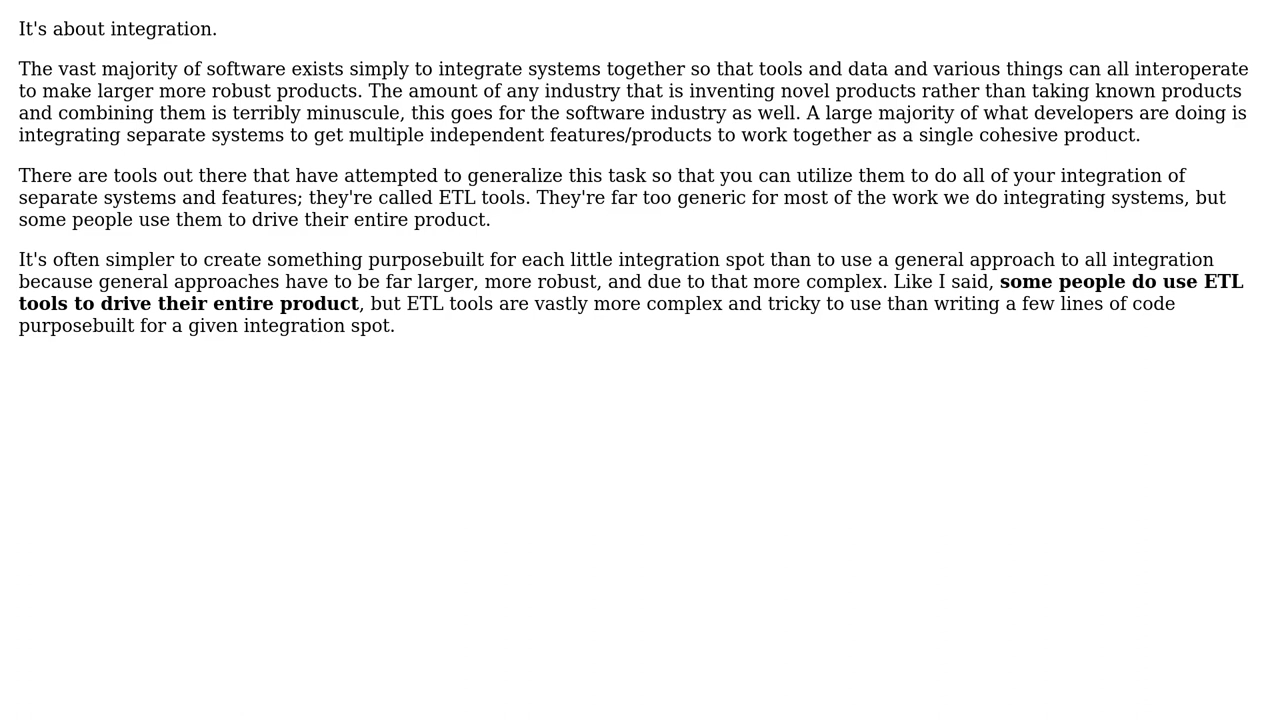 It's about integration.
The vast majority of software exists simply to integrate systems together so that tools and data and various things can all interoperate
to make larger more robust products. The amount of any industry that is inventing novel products rather than taking known products
and combining them is terribly minuscule, this goes for the software industry as well. A large majority of what developers are doing is
integrating separate systems to get multiple independent features/products to work together as a single cohesive product.
There are tools out there that have attempted to generalize this task so that you can utilize them to do all of your integration of
separate systems and features; they're called ETL tools. They're far too generic for most of the work we do integrating systems, but
some people use them to drive their entire product.
It's often simpler to create something purposebuilt for each little integration spot than to use a general approach to all integration
because general approaches have to be far larger, more robust, and due to that more complex. Like I said, some people do use ETL
tools to drive their entire product, but ETL tools are vastly more complex and tricky to use than writing a few lines of code
purposebuilt for a given integration spot.